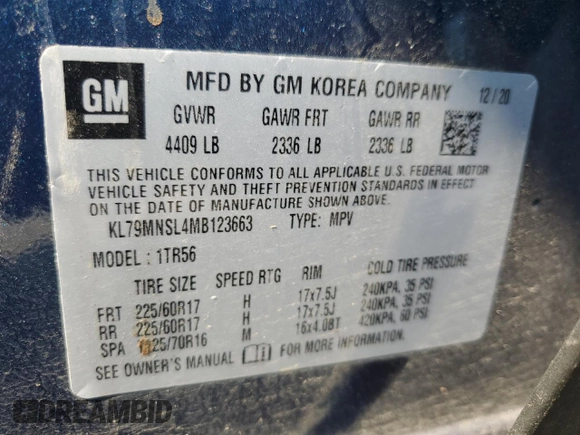 GM
MFD BY GM KOREA COMPANY 12/20
GVWR GAWR FRT GAWR RR
4409 LB 2336 LB 2336 LB
THIS VEHICLE CONFORMS TO ALL APPLICABLE U.S. FEDERAL MOTOR
VEHICLE SAFETY AND THEFT PREVENTION STANDARDS IN EFFECT
ON THE DATE OF MANUFACTURE SHOWN ABOVE.
KL79MNSL4MB123663 TYPE: MPV
MODEL: 1TR56
TIRE SIZE SPEED RTG RIM COLD TIRE PRESSURE
FRT 225/60R17 H 17x7.5J 240KPA, 35 PSI
RR 225/60R17 H 17x7.5J 240KPA, 35 PSI
SPA 125/70R16 M 16x4.0BT 420KPA, 60 PSI
SEE OWNER'S MANUAL FOR MORE INFORMATION.
DREAMBID